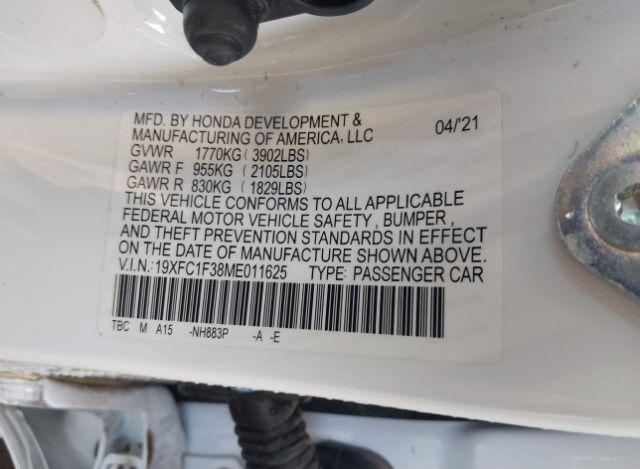 MFD. BY HONDA DEVELOPMENT & 04/'21
MANUFACTURING OF AMERICA. LLC
GVWR 1770KG ( 3902LBS)
GAWR F 955KG ( 2105LBS)
GAWR R 830KG ( 1829LBS)
THIS VEHICLE CONFORMS TO ALL APPLICABLE
FEDERAL MOTOR VEHICLE SAFETY , BUMPER ,
AND THEFT PREVENTION STANDARDS IN EFFECT
ON THE DATE OF MANUFACTURE SHOWN ABOVE.
V.I.N.: 19XFC1F38ME011625 TYPE: PASSENGER CAR
TBC M A15 -NH883P -A -E